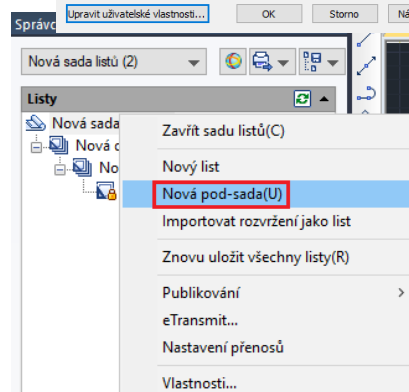 Upravit uživatelské vlastnosti... OK Storno
Správc
Nová sada listů (2)
Listy
Nová sada
Nová
No
Zavřít sadu listů(C)
Nový list
Nová pod-sada(U)
Importovat rozvržení jako list
Znovu uložit všechny listy(R)
Publikování
eTransmit...
Nastavení přenosů
Vlastnosti...